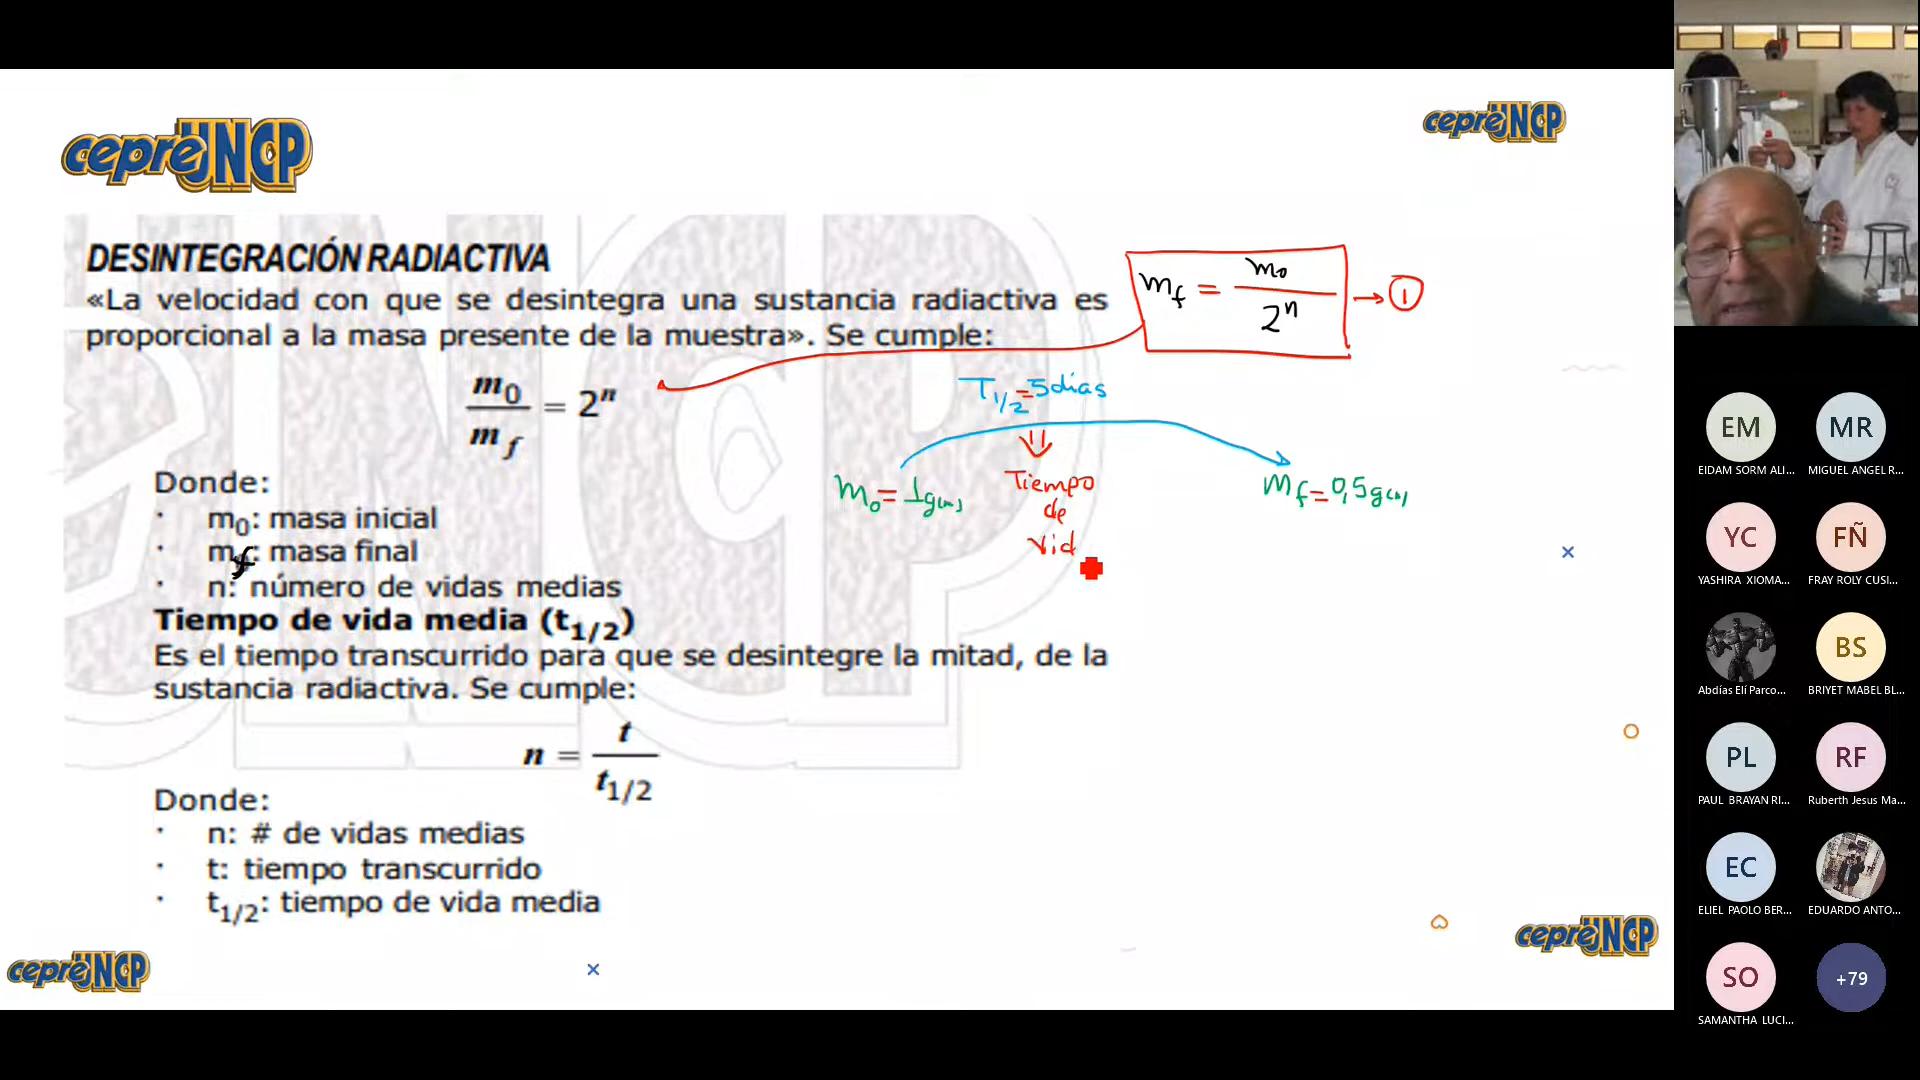 cepreUNCP
cepreUNCP
DESINTEGRACIÓN RADIACTIVA
«La velocidad con que se desintegra una sustancia radiactiva es
proporcional a la masa presente de la muestra». Se cumple:
m0/mf = 2^n
mf = m0/2^n → 1
T1/2 = 5 días
m0 = 1g(m)
Tiempo
de
vid
mf = 0,5g(m)
Donde:
· m0: masa inicial
· mf: masa final
· n: número de vidas medias
Tiempo de vida media (t1/2)
Es el tiempo transcurrido para que se desintegre la mitad, de la
sustancia radiactiva. Se cumple:
n = t/t1/2
Donde:
· n: # de vidas medias
· t: tiempo transcurrido
· t1/2: tiempo de vida media
cepreUNCP
cepreUNCP
EM
EIDAM SORM ALI...
MR
MIGUEL ANGEL R...
YC
YASHIRA XIOMA...
FÑ
FRAY ROLY CUSI...
Abdías Elí Parco...
BS
BRIYET MABEL BL...
PL
PAUL BRAYAN RI...
RF
Ruberth Jesus Ma...
EC
ELIEL PAOLO BER...
EDUARDO ANTO...
SO
SAMANTHA LUCI...
+79